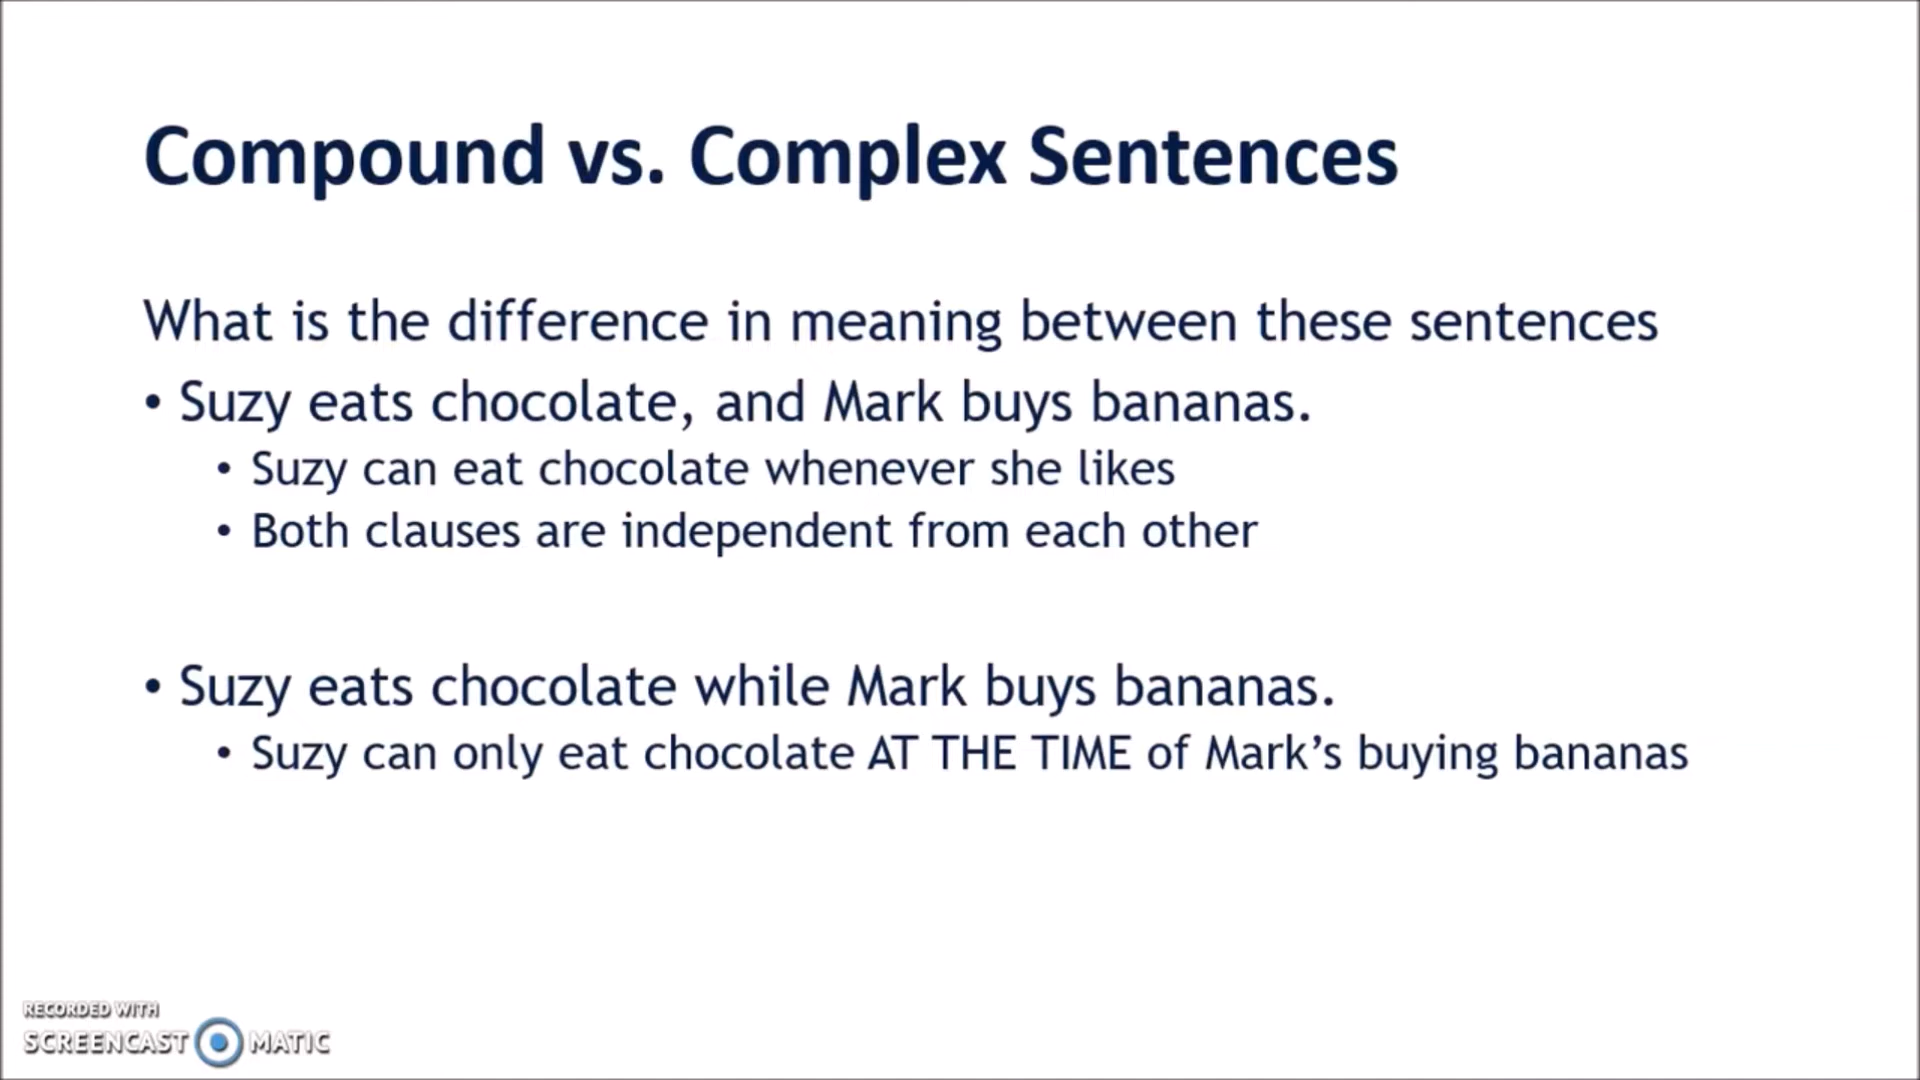 Compound vs. Complex Sentences
What is the difference in meaning between these sentences
• Suzy eats chocolate, and Mark buys bananas.
• Suzy can eat chocolate whenever she likes
• Both clauses are independent from each other
• Suzy eats chocolate while Mark buys bananas.
• Suzy can only eat chocolate AT THE TIME of Mark’s buying bananas
RECORDED WITH
SCREENCAST MATIC